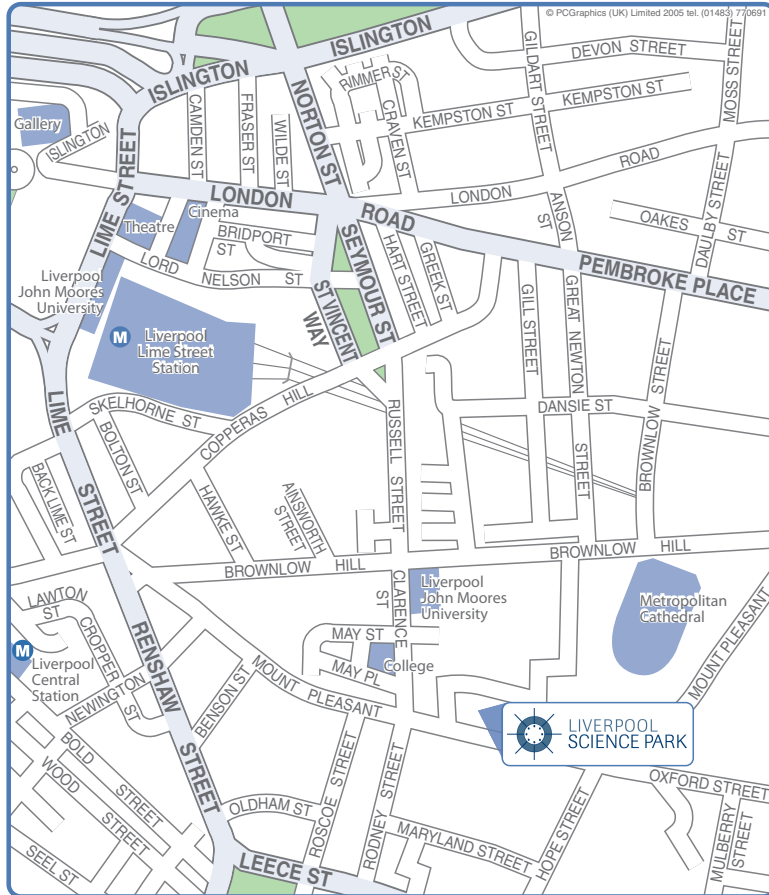 © PCGraphics (UK) Limited 2005 tel. (01483) 770691
ISLINGTON
ISLINGTON
DEVON STREET
MOSS STREET
GILDART STREET
RIMMER ST
KEMPSTON ST
KEMPSTON ST
CRAVEN ST
NORTON ST
CAMDEN ST
FRASER ST
WILDE ST
Gallery
ISLINGTON
LIME STREET
LONDON
ROAD
LONDON
ROAD
ANSON
ST
OAKES ST
DAULBY STREET
PEMBROKE PLACE
Theatre
Cinema
BRIDPORT
ST
LORD
NELSON ST
SEYMOUR ST
ST VINCENT
WAY
HART STREET
GREEK ST
GILL STREET
GREAT NEWTON
STREET
Liverpool
John Moores
University
M
Liverpool
Lime Street
Station
SKELHORNE ST
COPPERAS HILL
LIME
STREET
BOLTON ST
BACK LIME ST
HAWKE ST
AINSWORTH
STREET
RUSSELL STREET
DANSIE ST
BROWNLOW STREET
BROWNLOW HILL
BROWNLOW HILL
CLARENCE
ST
Liverpool
John Moores
University
Metropolitan
Cathedral
MOUNT PLEASANT
LAWTON
ST
CROPPER
ST
M
Liverpool
Central
Station
NEWINGTON
RENSHAW
STREET
BENSON ST
MOUNT PLEASANT
MAY ST
MAY PL
College
LIVERPOOL
SCIENCE PARK
BOLD
STREET
WOOD
STREET
SEEL ST
OLDHAM ST
ROSCOE STREET
RODNEY STREET
MARYLAND STREET
HOPE STREET
OXFORD STREET
MULBERRY
STREET
LEECE ST